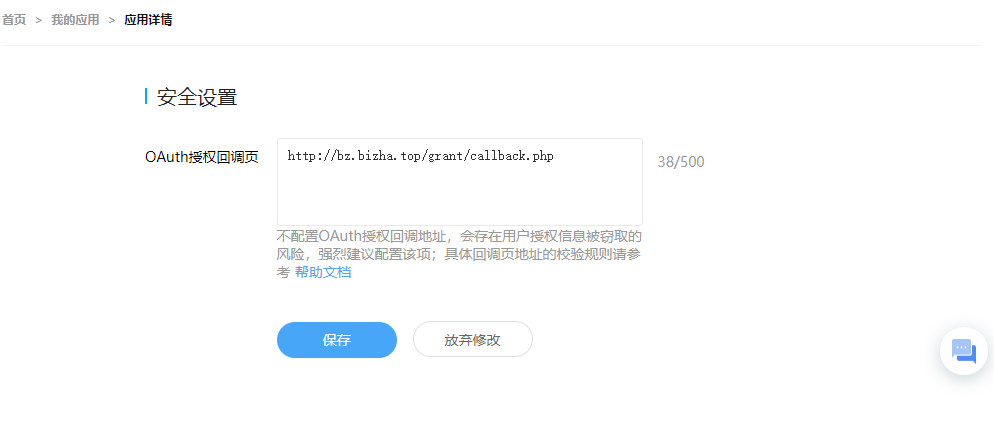 首页 > 我的应用 > 应用详情
安全设置
OAuth授权回调页
http://bz.bizha.top/grant/callback.php
38/500
不配置OAuth授权回调地址，会存在用户授权信息被窃取的
风险，强烈建议配置该项；具体回调页地址的校验规则请参
考 帮助文档
保存 放弃修改